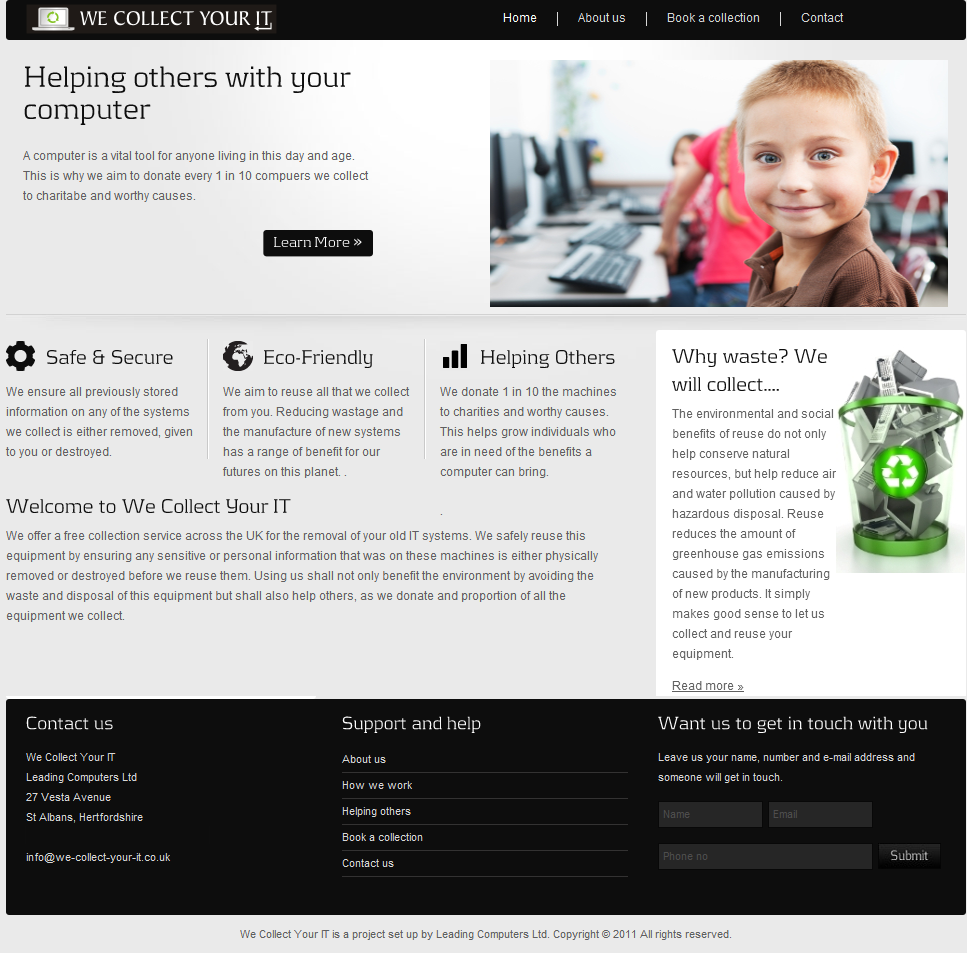 WE COLLECT YOUR IT
Home
About us
Book a collection
Contact
Helping others with your
computer
A computer is a vital tool for anyone living in this day and age.
This is why we aim to donate every 1 in 10 compuers we collect
to charitabe and worthy causes.
Learn More »
Safe & Secure
We ensure all previously stored
information on any of the systems
we collect is either removed, given
to you or destroyed.
Eco-Friendly
We aim to reuse all that we collect
from you. Reducing wastage and
the manufacture of new systems
has a range of benefit for our
futures on this planet. .
Helping Others
We donate 1 in 10 the machines
to charities and worthy causes.
This helps grow individuals who
are in need of the benefits a
computer can bring.
.
Welcome to We Collect Your IT
We offer a free collection service across the UK for the removal of your old IT systems. We safely reuse this
equipment by ensuring any sensitive or personal information that was on these machines is either physically
removed or destroyed before we reuse them. Using us shall not only benefit the environment by avoiding the
waste and disposal of this equipment but shall also help others, as we donate and proportion of all the
equipment we collect.
Why waste? We
will collect....
The environmental and social
benefits of reuse do not only
help conserve natural
resources, but help reduce air
and water pollution caused by
hazardous disposal. Reuse
reduces the amount of
greenhouse gas emissions
caused by the manufacturing
of new products. It simply
makes good sense to let us
collect and reuse your
equipment.
Read more »
Contact us
We Collect Your IT
Leading Computers Ltd
27 Vesta Avenue
St Albans, Hertfordshire
info@we-collect-your-it.co.uk
Support and help
About us
How we work
Helping others
Book a collection
Contact us
Want us to get in touch with you
Leave us your name, number and e-mail address and
someone will get in touch.
Name
Email
Phone no
Submit
We Collect Your IT is a project set up by Leading Computers Ltd. Copyright © 2011 All rights reserved.